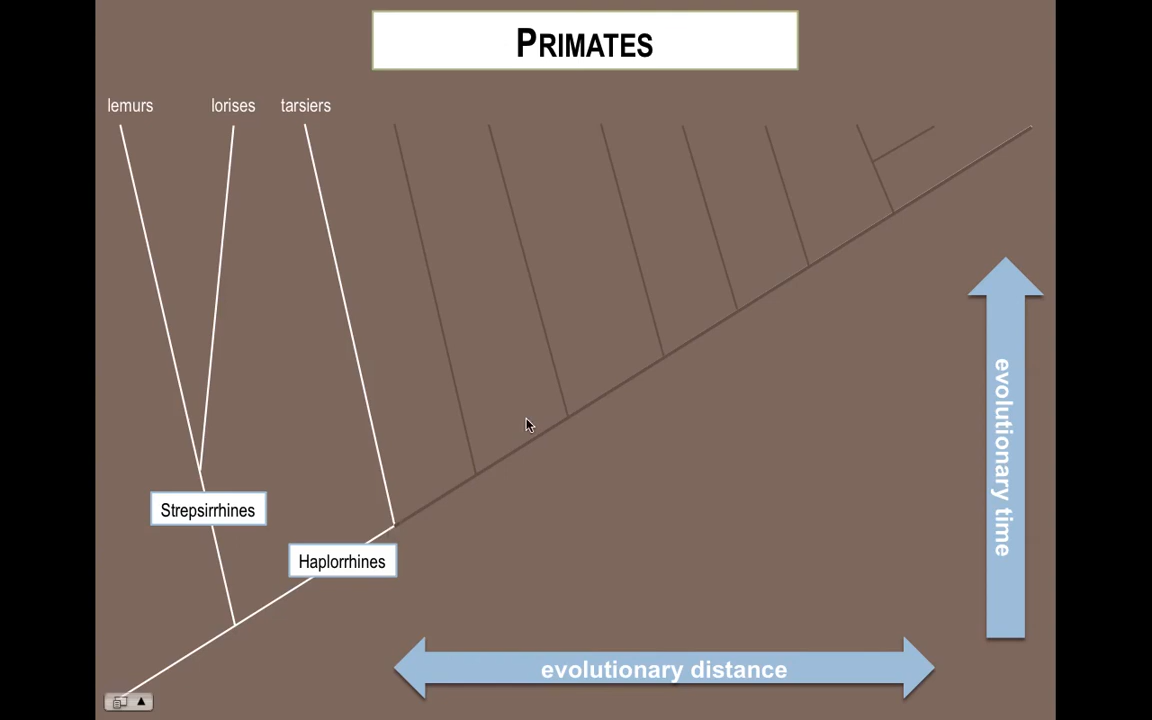 PRIMATES
lemurs
lorises
tarsiers
Strepsirrhines
Haplorrhines
evolutionary time
evolutionary distance